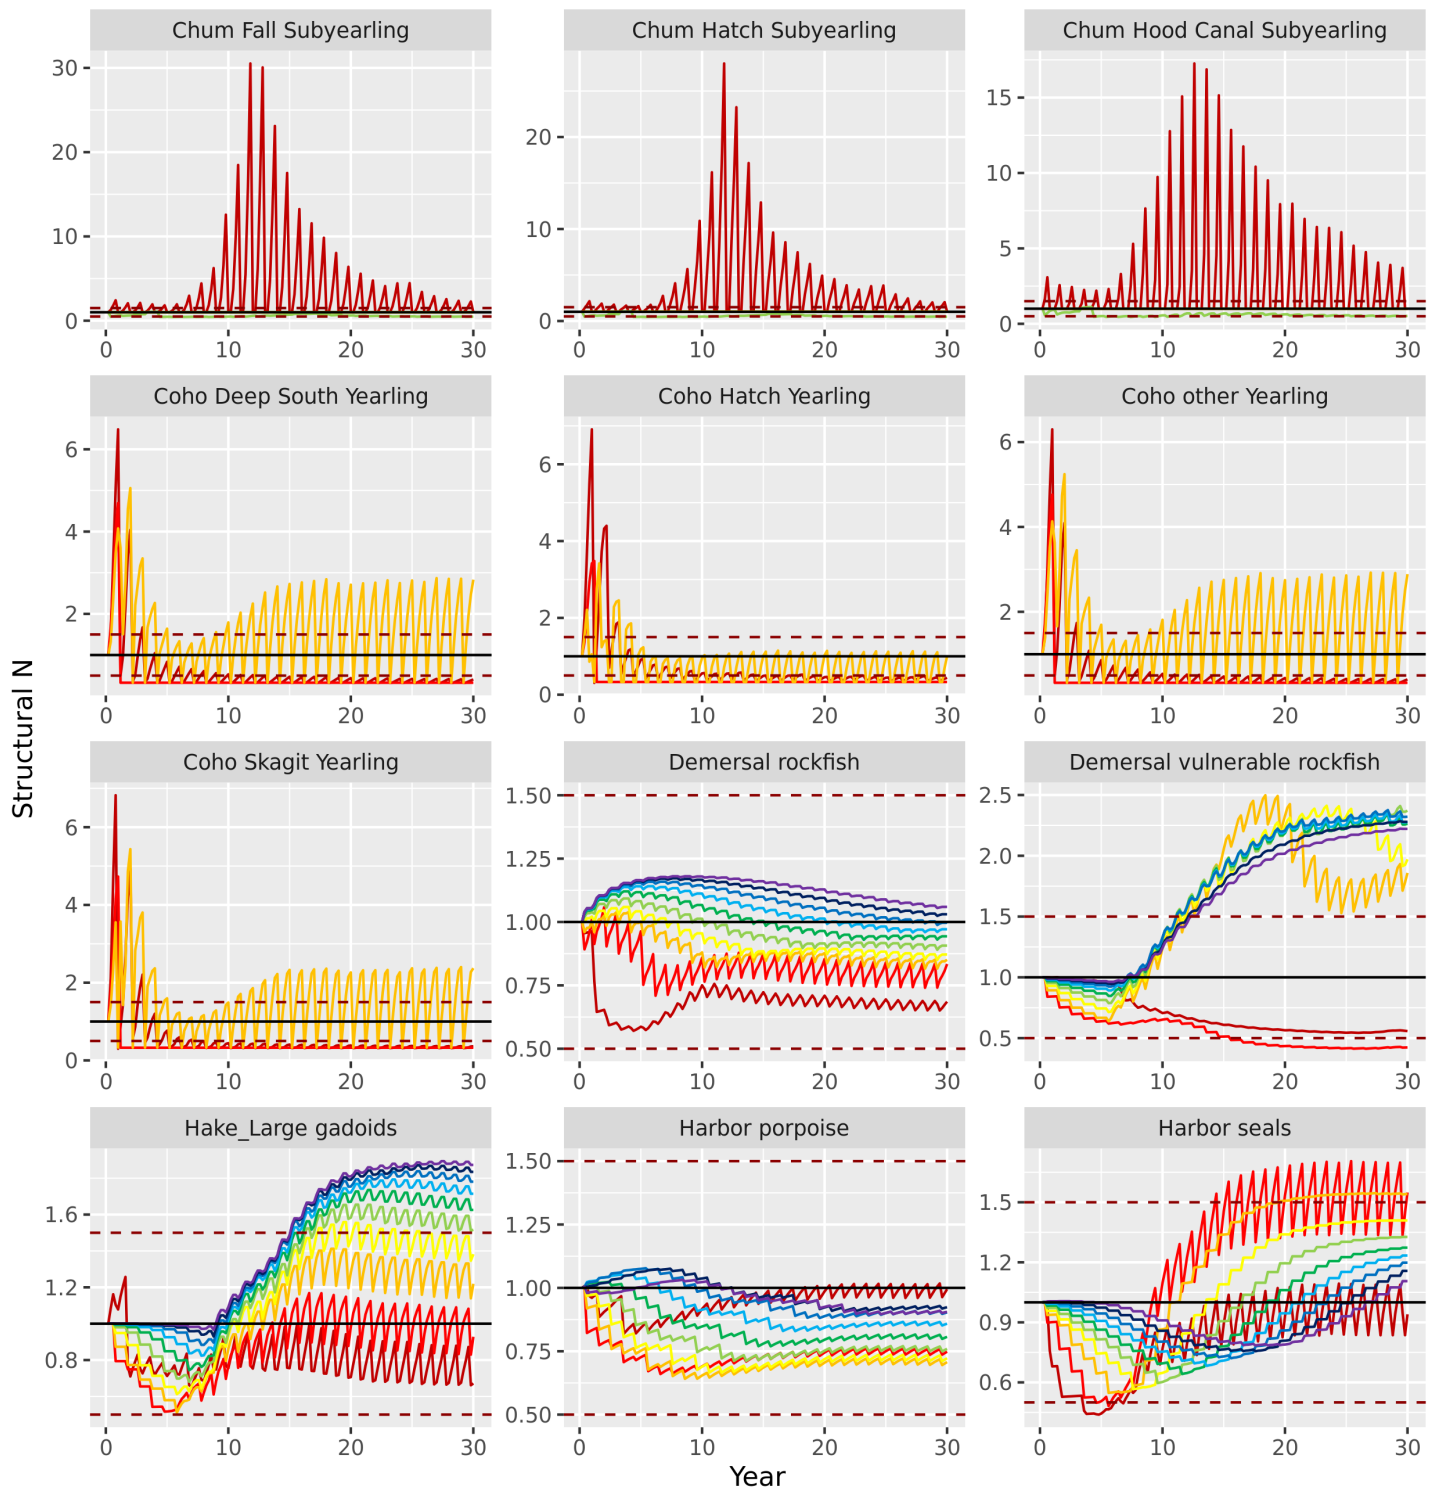 Chum Fall Subyearling
Chum Hatch Subyearling
Chum Hood Canal Subyearling
30
20
10
0
20
10
0
15
10
5
0
0 10 20 30
0 10 20 30
0 10 20 30
Coho Deep South Yearling
Coho Hatch Yearling
Coho other Yearling
6
4
2
6
4
2
0
6
4
2
0 10 20 30
0 10 20 30
0 10 20 30
Structural N
Coho Skagit Yearling
Demersal rockfish
Demersal vulnerable rockfish
6
4
2
0
1.50
1.25
1.00
0.75
0.50
2.5
2.0
1.5
1.0
0.5
0 10 20 30
0 10 20 30
0 10 20 30
Hake_Large gadoids
Harbor porpoise
Harbor seals
1.6
1.2
0.8
1.50
1.25
1.00
0.75
0.50
1.5
1.2
0.9
0.6
0 10 20 30
0 10 20 30
0 10 20 30
Year